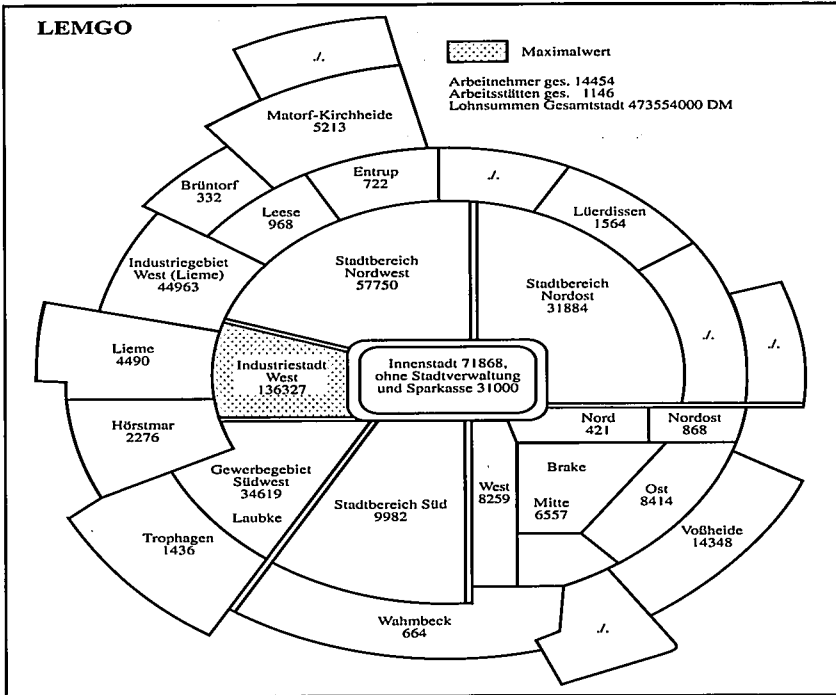 LEMGO
Maximalwert
Arbeitnehmer ges. 14454
Arbeitsstätten ges. 1146
Lohnsummen Gesamtstadt 473554000 DM
./.
Matorf-Kirchheide
5213
Brüntorf
332
Leese
968
Entrup
722
./.
Lüerdissen
1564
Industriegebiet
West (Lieme)
44963
Stadtbereich
Nordwest
57750
Stadtbereich
Nordost
31884
./.
./.
Lieme
4490
Industriestadt
West
136327
Innenstadt 71868,
ohne Stadtverwaltung
und Sparkasse 31000
Hörstmar
2276
Nord
421
Nordost
868
Gewerbegebiet
Südwest
34619
Laubke
Stadtbereich Süd
9982
West
8259
Brake
Mitte
6557
Ost
8414
Voßheide
14348
Trophagen
1436
Wahmbeck
664
./.